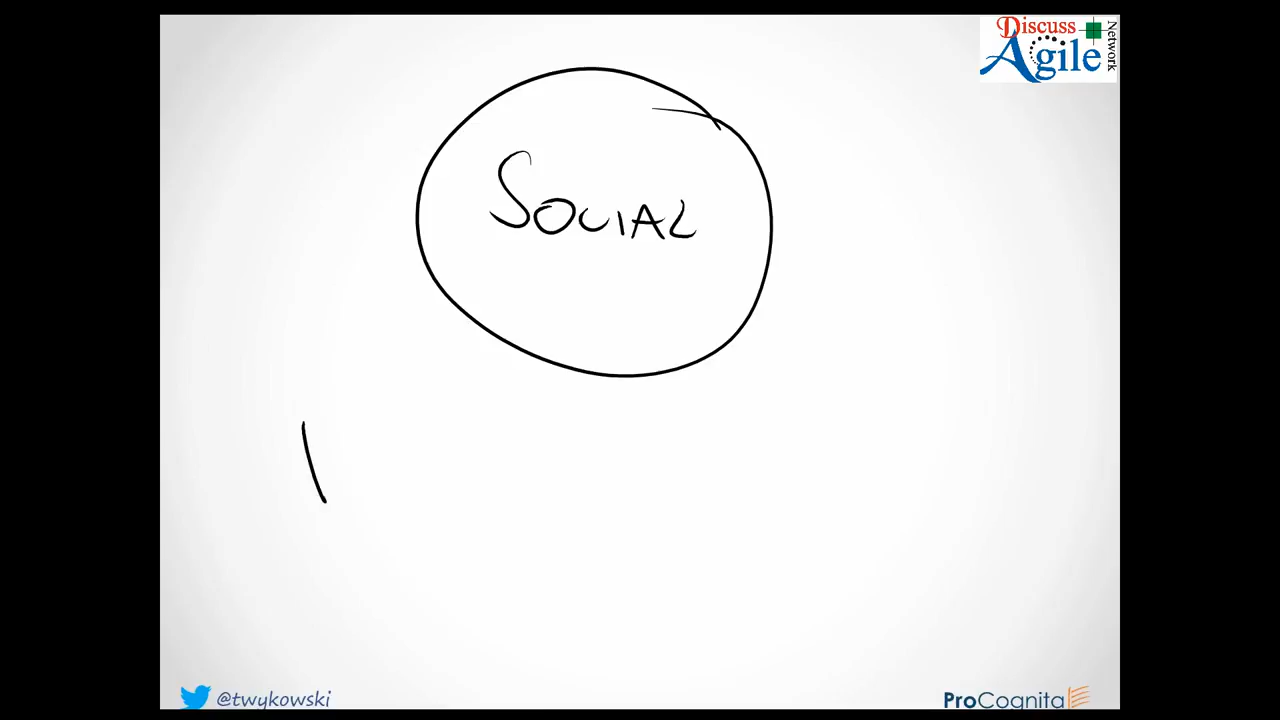 Discuss
Agile
Network
SOCIAL
@twykowski
ProCognita